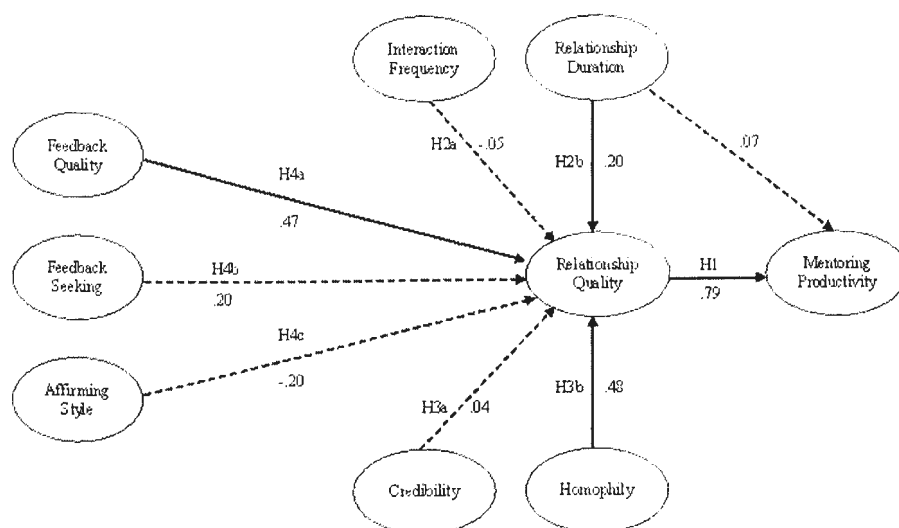 Interaction
Frequency
Relationship
Duration
Feedback
Quality
H4a
.47
H2a
-.05
H2b
.20
.07
Feedback
Seeking
H4b
.20
Relationship
Quality
H1
.79
Mentoring
Productivity
Affirming
Style
H4c
-.20
H3a
.04
H3b
.48
Credibility
Homophily